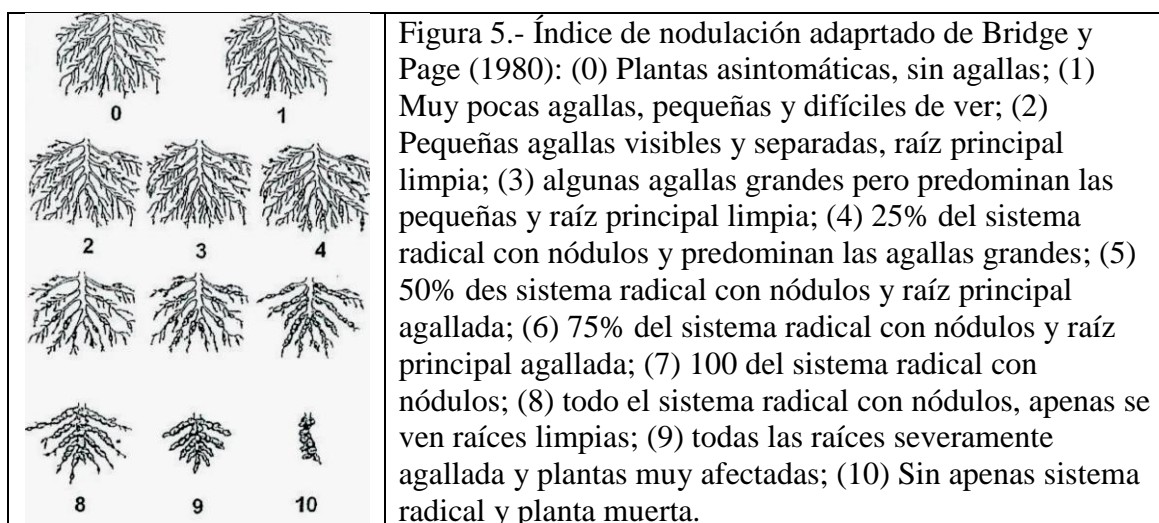 0 1
2 3 4
8 9 10
Figura 5.- Índice de nodulación adaprtado de Bridge y
Page (1980): (0) Plantas asintomáticas, sin agallas; (1)
Muy pocas agallas, pequeñas y difíciles de ver; (2)
Pequeñas agallas visibles y separadas, raíz principal
limpia; (3) algunas agallas grandes pero predominan las
pequeñas y raíz principal limpia; (4) 25% del sistema
radical con nódulos y predominan las agallas grandes; (5)
50% des sistema radical con nódulos y raíz principal
agallada; (6) 75% del sistema radical con nódulos y raíz
principal agallada; (7) 100 del sistema radical con
nódulos; (8) todo el sistema radical con nódulos, apenas se
ven raíces limpias; (9) todas las raíces severamente
agallada y plantas muy afectadas; (10) Sin apenas sistema
radical y planta muerta.